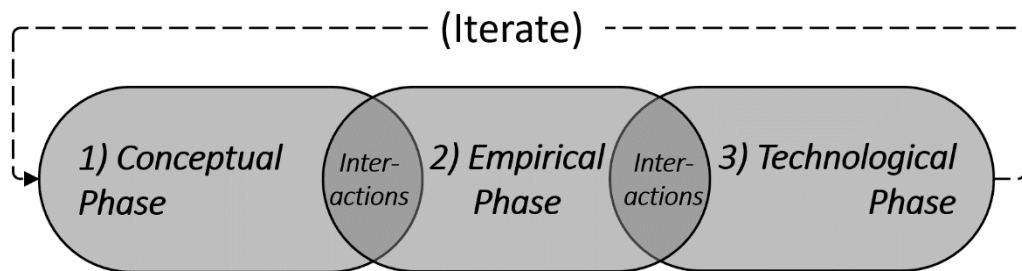 (Iterate)
1) Conceptual
Phase
Inter-
actions
2) Empirical
Phase
Inter-
actions
3) Technological
Phase